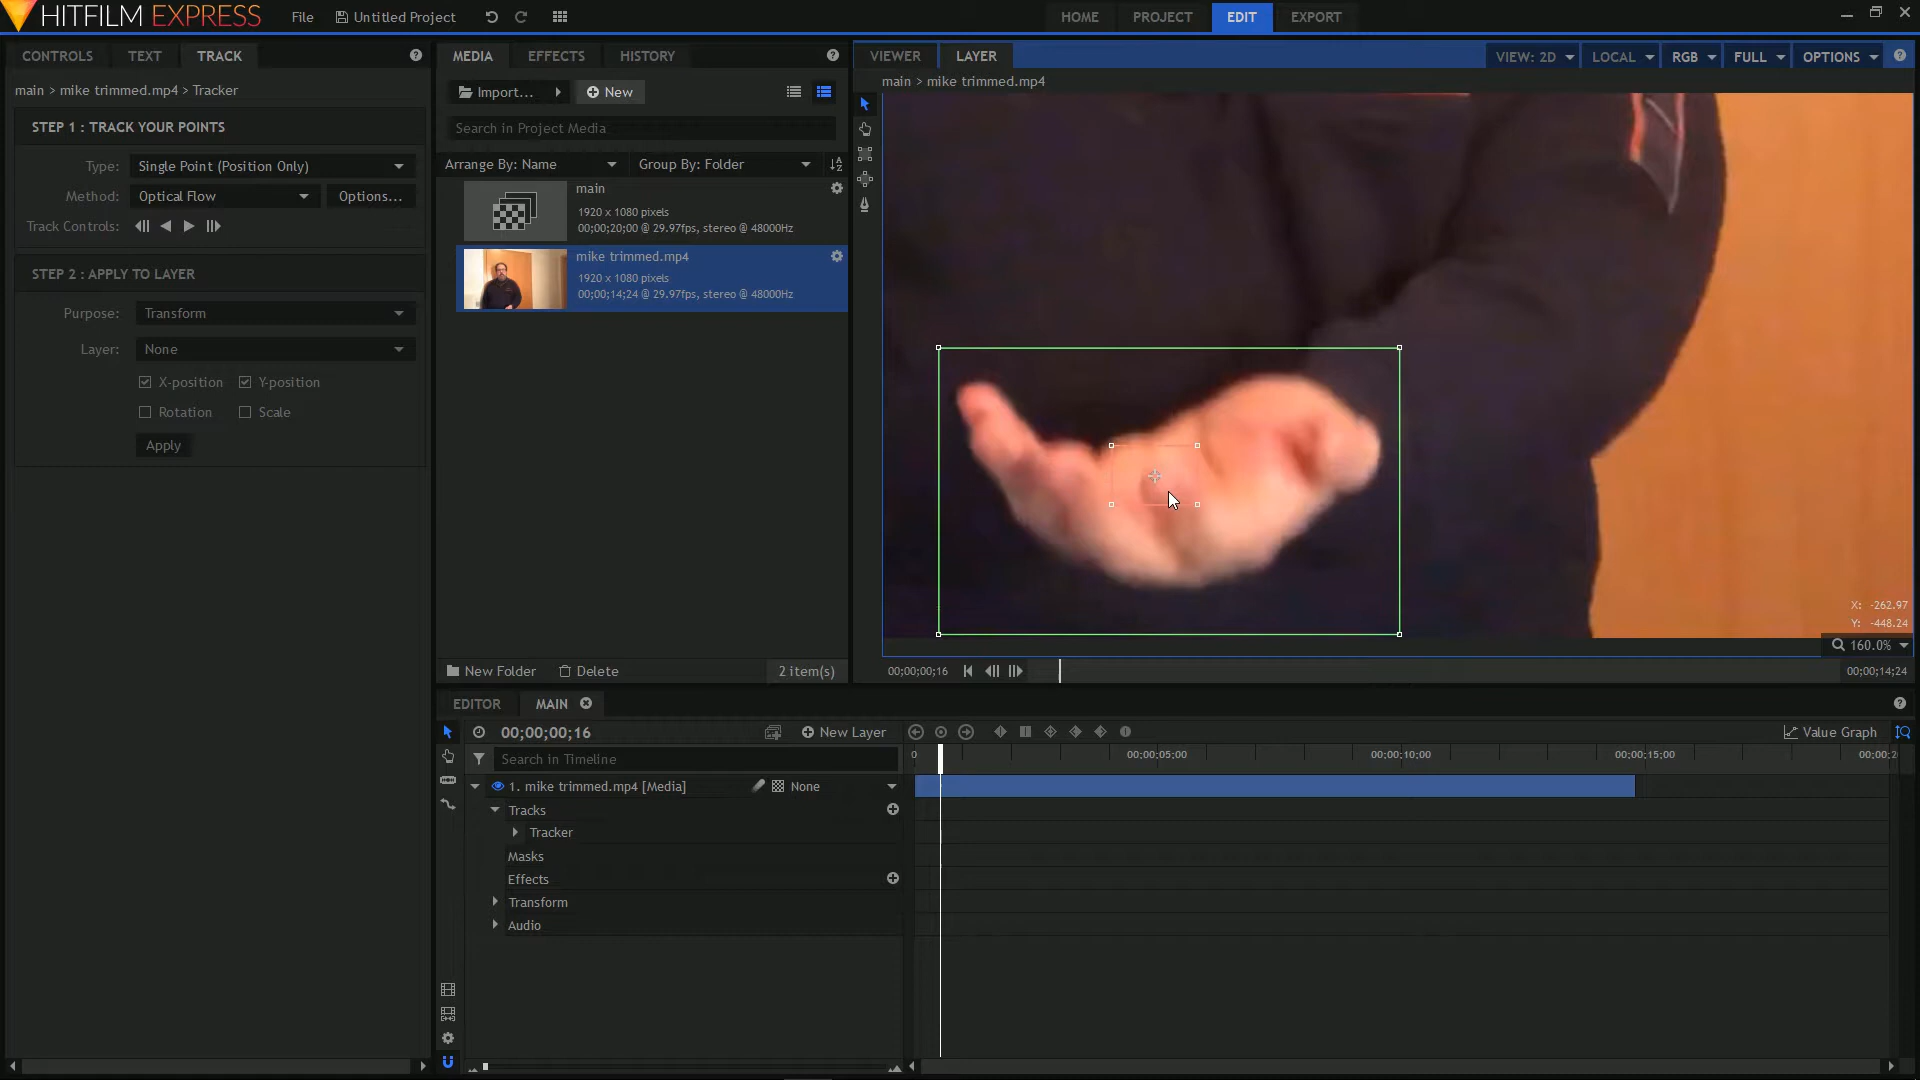 HITFILM EXPRESS
File
Untitled Project
HOME
PROJECT
EDIT
EXPORT
CONTROLS
TEXT
TRACK
main > mike trimmed.mp4 > Tracker
STEP 1 : TRACK YOUR POINTS
Type: Single Point (Position Only)
Method: Optical Flow Options...
Track Controls:
STEP 2 : APPLY TO LAYER
Purpose: Transform
Layer: None
X-position Y-position
Rotation Scale
Apply
MEDIA
EFFECTS
HISTORY
Import...
New
Search in Project Media
Arrange By: Name
Group By: Folder
main
1920 x 1080 pixels
00;00;20;00 @ 29.97fps, stereo @ 48000Hz
mike trimmed.mp4
1920 x 1080 pixels
00;00;14;24 @ 29.97fps, stereo @ 48000Hz
New Folder
Delete
2 item(s)
VIEWER
LAYER
VIEW: 2D
LOCAL
RGB
FULL
OPTIONS
main > mike trimmed.mp4
X: -262.97
Y: -448.24
160.0%
00;00;00;16
00;00;14;24
EDITOR
MAIN
00;00;00;16
New Layer
Value Graph
Search in Timeline
0
00;00;05;00
00;00;10;00
00;00;15;00
1. mike trimmed.mp4 [Media]
None
Tracks
Tracker
Masks
Effects
Transform
Audio